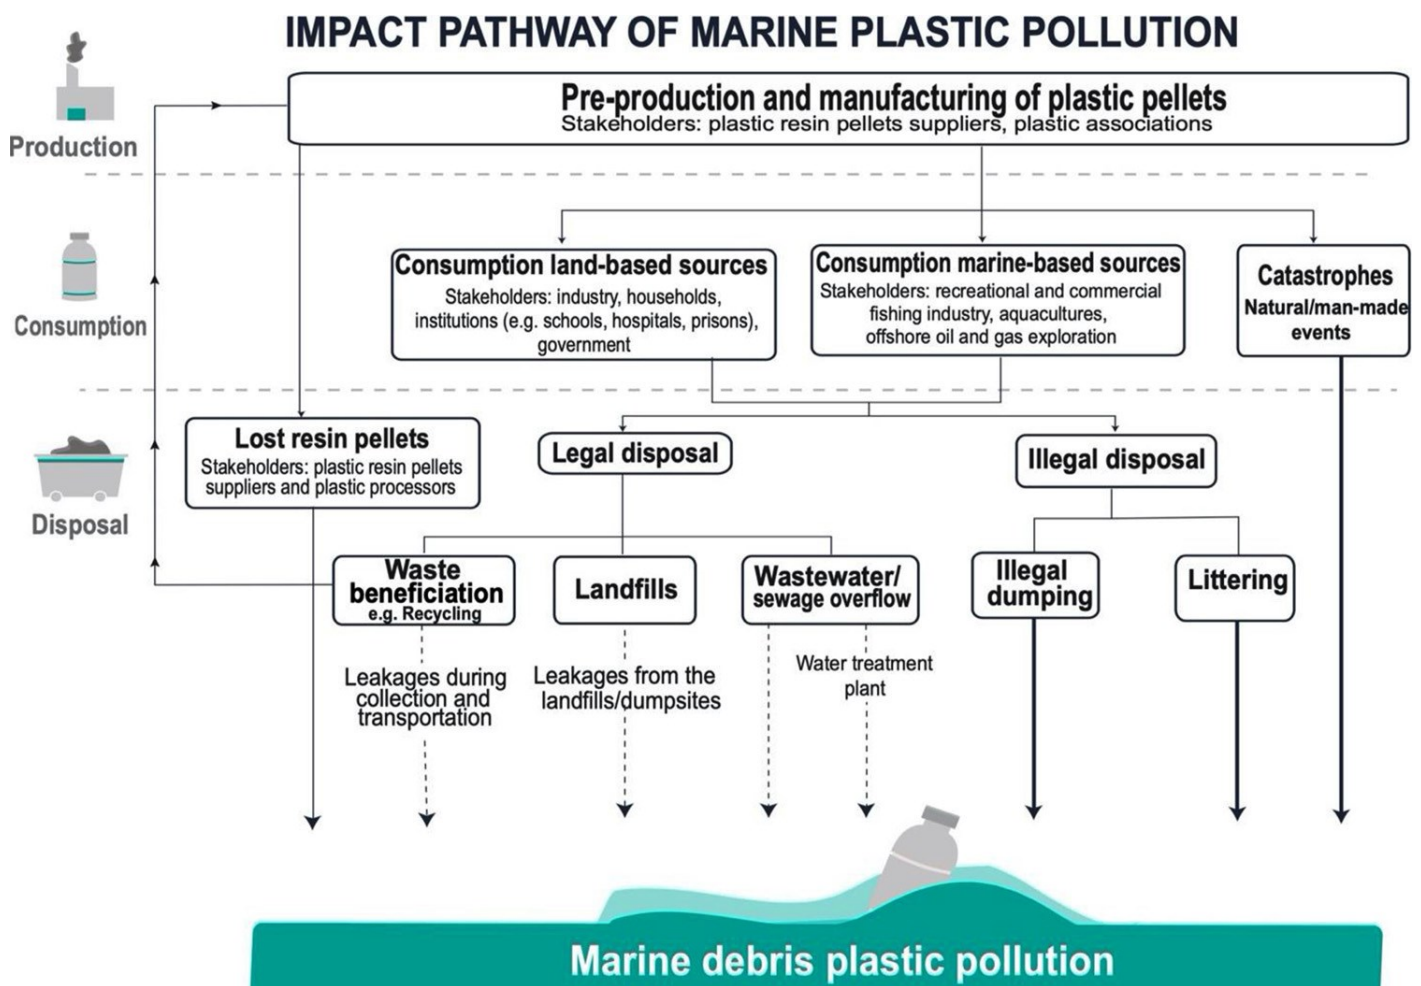 IMPACT PATHWAY OF MARINE PLASTIC POLLUTION
Pre-production and manufacturing of plastic pellets
Stakeholders: plastic resin pellets suppliers, plastic associations
Production
Consumption land-based sources
Stakeholders: industry, households,
institutions (e.g. schools, hospitals, prisons),
government
Consumption marine-based sources
Stakeholders: recreational and commercial
fishing industry, aquacultures,
offshore oil and gas exploration
Catastrophes
Natural/man-made
events
Consumption
Lost resin pellets
Stakeholders: plastic resin pellets
suppliers and plastic processors
Legal disposal
Illegal disposal
Disposal
Waste
beneficiation
e.g. Recycling
Landfills
Wastewater/
sewage overflow
Illegal
dumping
Littering
Leakages during
collection and
transportation
Leakages from the
landfills/dumpsites
Water treatment
plant
Marine debris plastic pollution